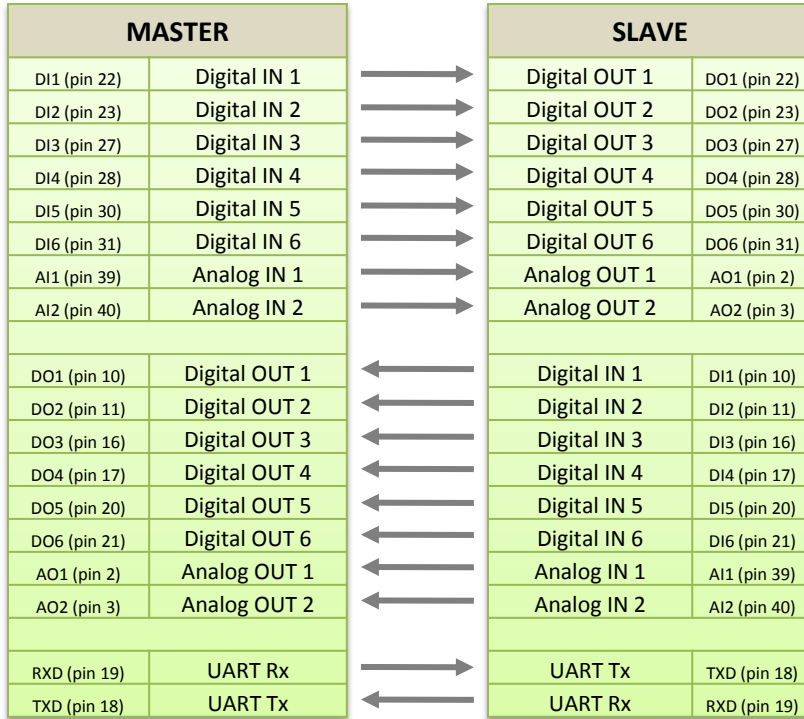 MASTER SLAVE
DI1 (pin 22) Digital IN 1 Digital OUT 1 DO1 (pin 22)
DI2 (pin 23) Digital IN 2 Digital OUT 2 DO2 (pin 23)
DI3 (pin 27) Digital IN 3 Digital OUT 3 DO3 (pin 27)
DI4 (pin 28) Digital IN 4 Digital OUT 4 DO4 (pin 28)
DI5 (pin 30) Digital IN 5 Digital OUT 5 DO5 (pin 30)
DI6 (pin 31) Digital IN 6 Digital OUT 6 DO6 (pin 31)
AI1 (pin 39) Analog IN 1 Analog OUT 1 AO1 (pin 2)
AI2 (pin 40) Analog IN 2 Analog OUT 2 AO2 (pin 3)
DO1 (pin 10) Digital OUT 1 Digital IN 1 DI1 (pin 10)
DO2 (pin 11) Digital OUT 2 Digital IN 2 DI2 (pin 11)
DO3 (pin 16) Digital OUT 3 Digital IN 3 DI3 (pin 16)
DO4 (pin 17) Digital OUT 4 Digital IN 4 DI4 (pin 17)
DO5 (pin 20) Digital OUT 5 Digital IN 5 DI5 (pin 20)
DO6 (pin 21) Digital OUT 6 Digital IN 6 DI6 (pin 21)
AO1 (pin 2) Analog OUT 1 Analog IN 1 AI1 (pin 39)
AO2 (pin 3) Analog OUT 2 Analog IN 2 AI2 (pin 40)
RXD (pin 19) UART Rx UART Tx TXD (pin 18)
TXD (pin 18) UART Tx UART Rx RXD (pin 19)